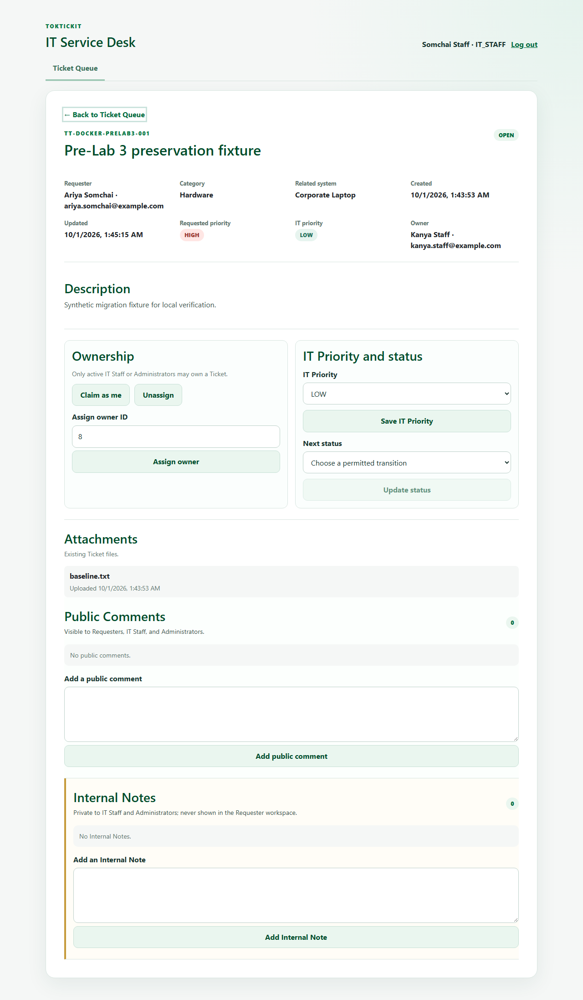 TOKTICKIT
IT Service Desk
Somchai Staff · IT_STAFF Log out
Ticket Queue
← Back to Ticket Queue
TT-DOCKER-PRELAB3-001
OPEN
Pre-Lab 3 preservation fixture
Requester
Ariya Somchai ·
ariya.somchai@example.com
Category
Hardware
Related system
Corporate Laptop
Created
10/1/2026, 1:43:53 AM
Updated
10/1/2026, 1:45:15 AM
Requested priority
HIGH
IT priority
LOW
Owner
Kanya Staff ·
kanya.staff@example.com
Description
Synthetic migration fixture for local verification.
Ownership
Only active IT Staff or Administrators may own a Ticket.
Claim as me
Unassign
Assign owner ID
8
Assign owner
IT Priority and status
IT Priority
LOW
Save IT Priority
Next status
Choose a permitted transition
Update status
Attachments
Existing Ticket files.
baseline.txt
Uploaded 10/1/2026, 1:43:53 AM
Public Comments
0
Visible to Requesters, IT Staff, and Administrators.
No public comments.
Add a public comment
Add public comment
Internal Notes
0
Private to IT Staff and Administrators; never shown in the Requester workspace.
No Internal Notes.
Add an Internal Note
Add Internal Note